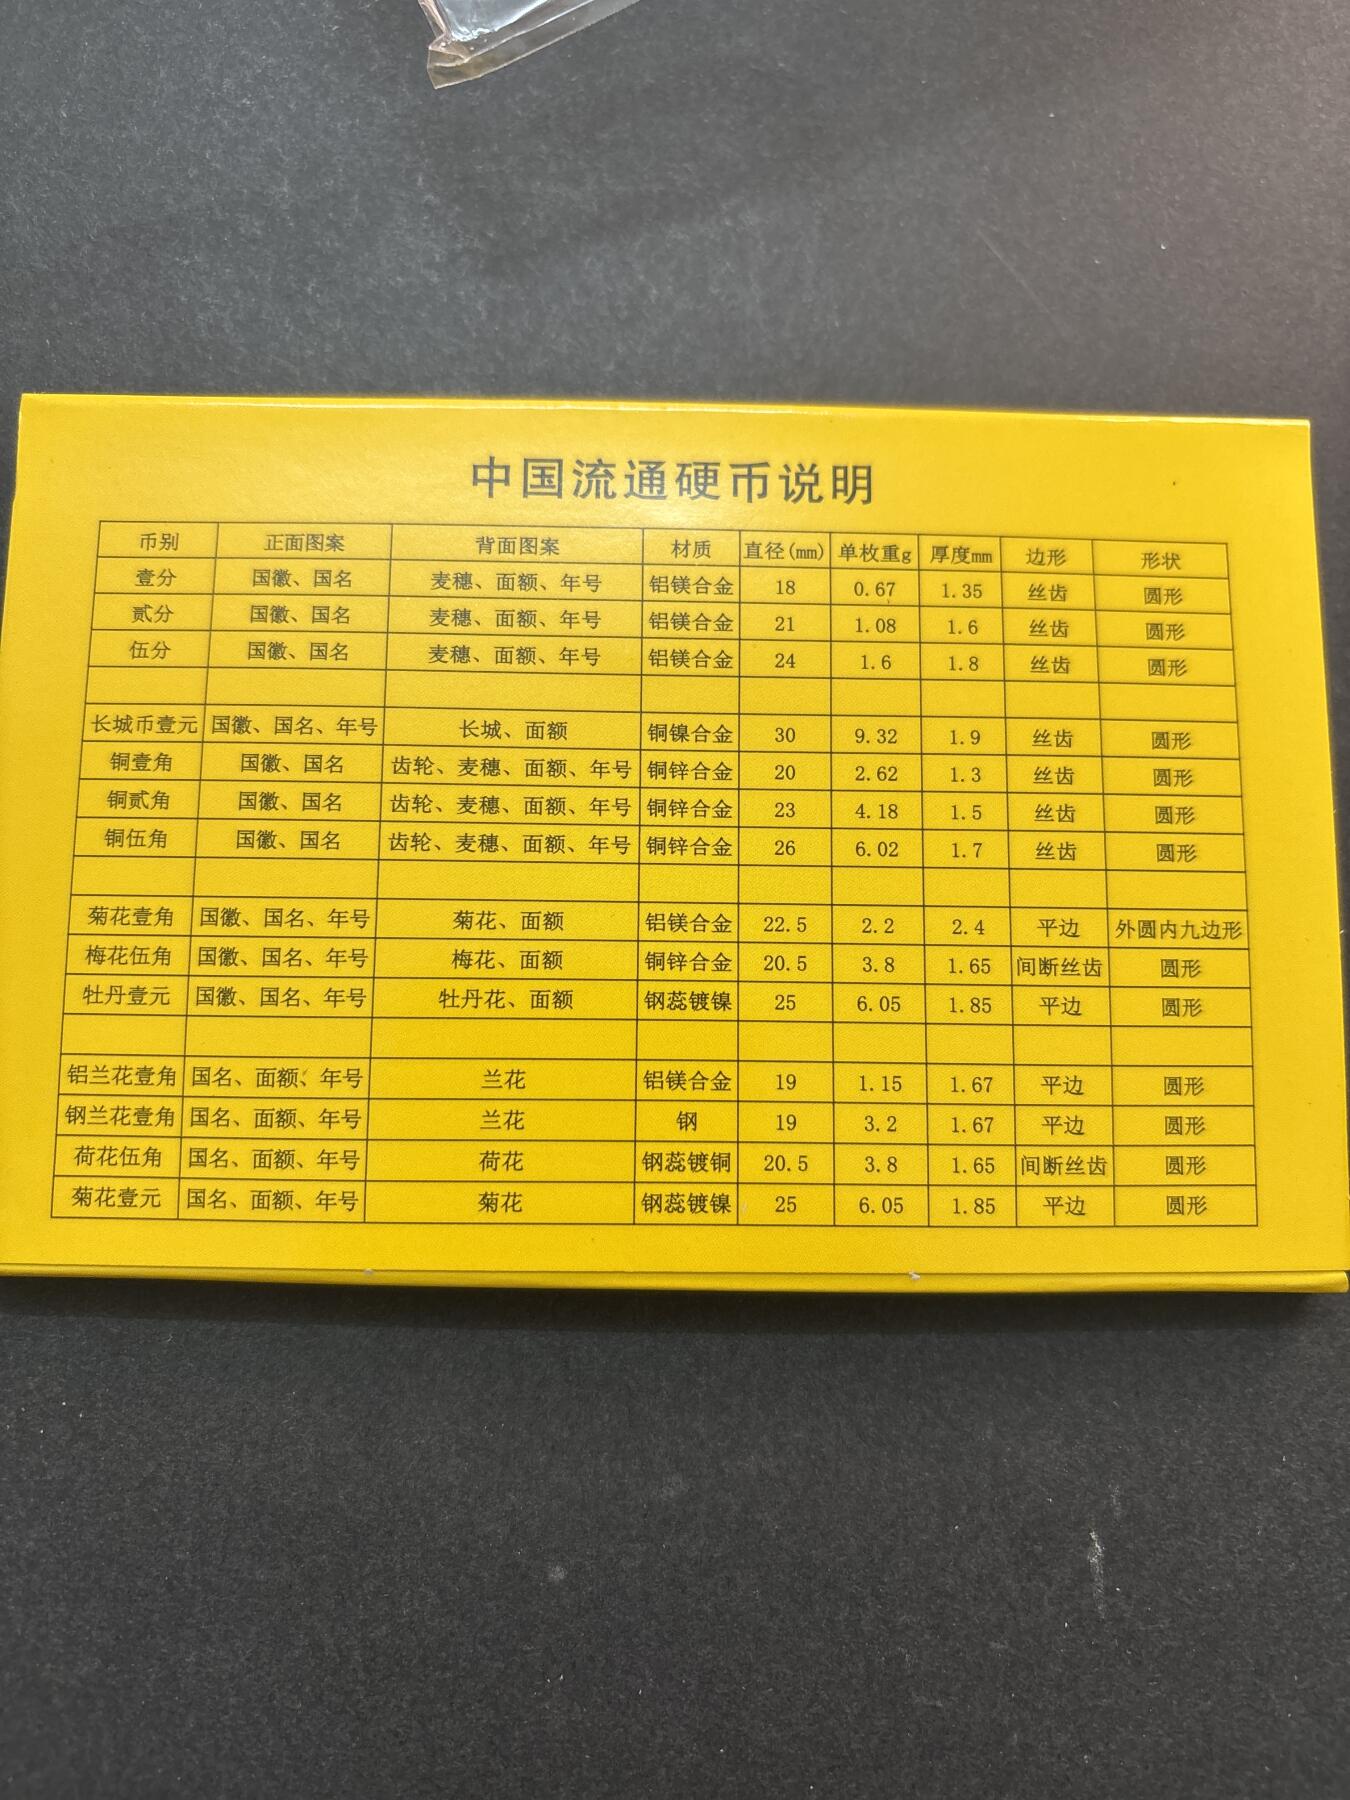 中国流通硬币说明
币别 正面图案 背面图案 材质 直径(mm) 单枚重g 厚度mm 边形 形状
壹分 国徽、国名 麦穗、面额、年号 铝镁合金 18 0.67 1.35 丝齿 圆形
贰分 国徽、国名 麦穗、面额、年号 铝镁合金 21 1.08 1.6 丝齿 圆形
伍分 国徽、国名 麦穗、面额、年号 铝镁合金 24 1.6 1.8 丝齿 圆形
长城币壹元 国徽、国名、年号 长城、面额 铜镍合金 30 9.32 1.9 丝齿 圆形
铜壹角 国徽、国名 齿轮、麦穗、面额、年号 铜锌合金 20 2.62 1.3 丝齿 圆形
铜贰角 国徽、国名 齿轮、麦穗、面额、年号 铜锌合金 23 4.18 1.5 丝齿 圆形
铜伍角 国徽、国名 齿轮、麦穗、面额、年号 铜锌合金 26 6.02 1.7 丝齿 圆形
菊花壹角 国徽、国名、年号 菊花、面额 铝镁合金 22.5 2.2 2.4 平边 外圆内九边形
梅花伍角 国徽、国名、年号 梅花、面额 铜锌合金 20.5 3.8 1.65 间断丝齿 圆形
牡丹壹元 国徽、国名、年号 牡丹花、面额 钢蕊镀镍 25 6.05 1.85 平边 圆形
铝兰花壹角 国名、面额、年号 兰花 铝镁合金 19 1.15 1.67 平边 圆形
钢兰花壹角 国名、面额、年号 兰花 钢 19 3.2 1.67 平边 圆形
荷花伍角 国名、面额、年号 荷花 钢蕊镀铜 20.5 3.8 1.65 间断丝齿 圆形
菊花壹元 国名、面额、年号 菊花 钢蕊镀镍 25 6.05 1.85 平边 圆形